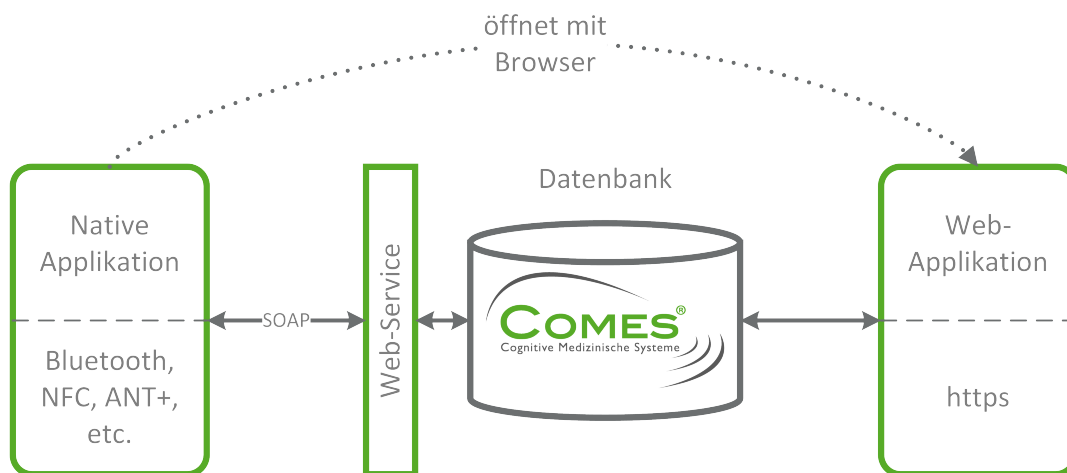 öffnet mit
Browser
Native
Applikation
Bluetooth,
NFC, ANT+,
etc.
SOAP
Web-Service
Datenbank
COMES®
Cognitive Medizinische Systeme
Web-
Applikation
https